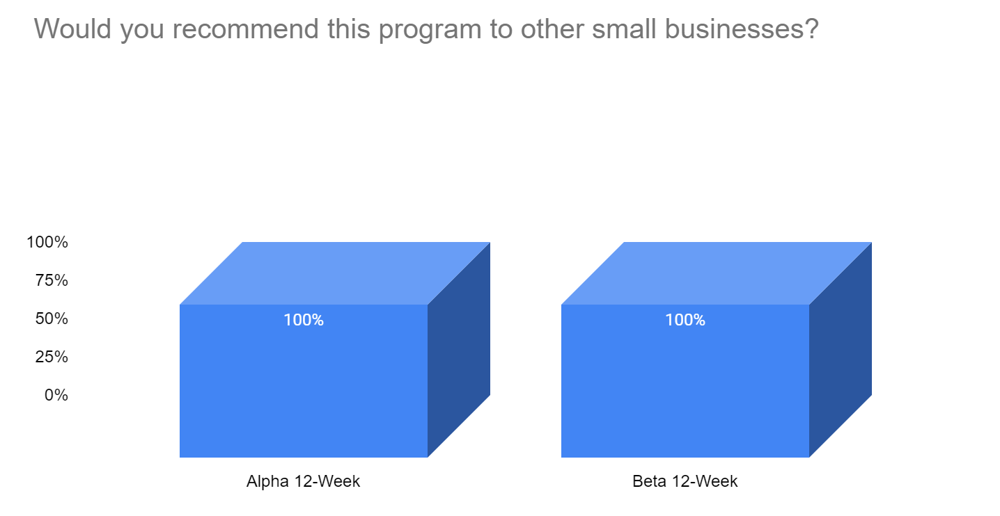 Would you recommend this program to other small businesses?
100%
75%
50%
25%
0%
100%
100%
Alpha 12-Week
Beta 12-Week